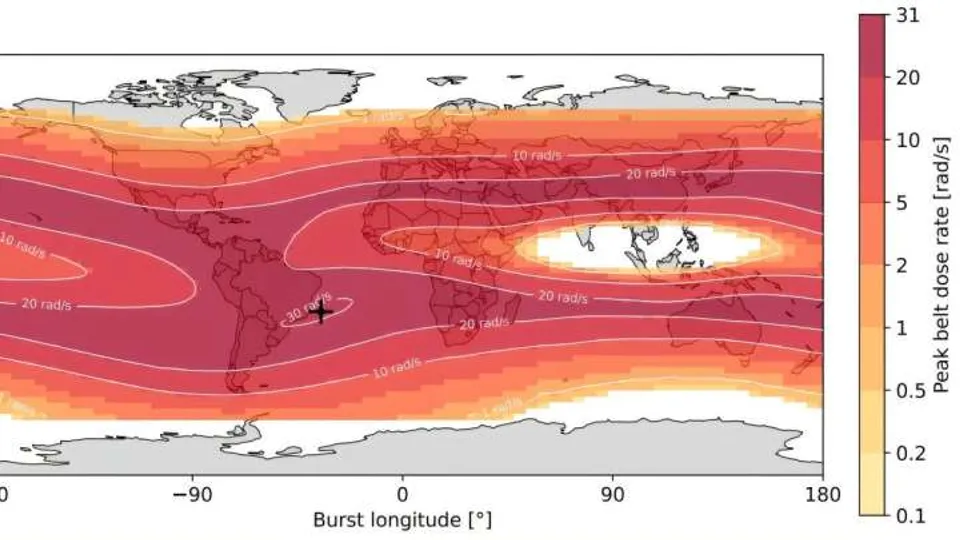 31
20
10
5
2
1
0.5
0.2
0.1
Peak belt dose rate [rad/s]
10 rad/s
20 rad/s
10 rad/s
10 rad/s
20 rad/s
20 rad/s
30 rad/s
20 rad/s
10 rad/s
1 rad/s
−90
0
90
180
Burst longitude [°]